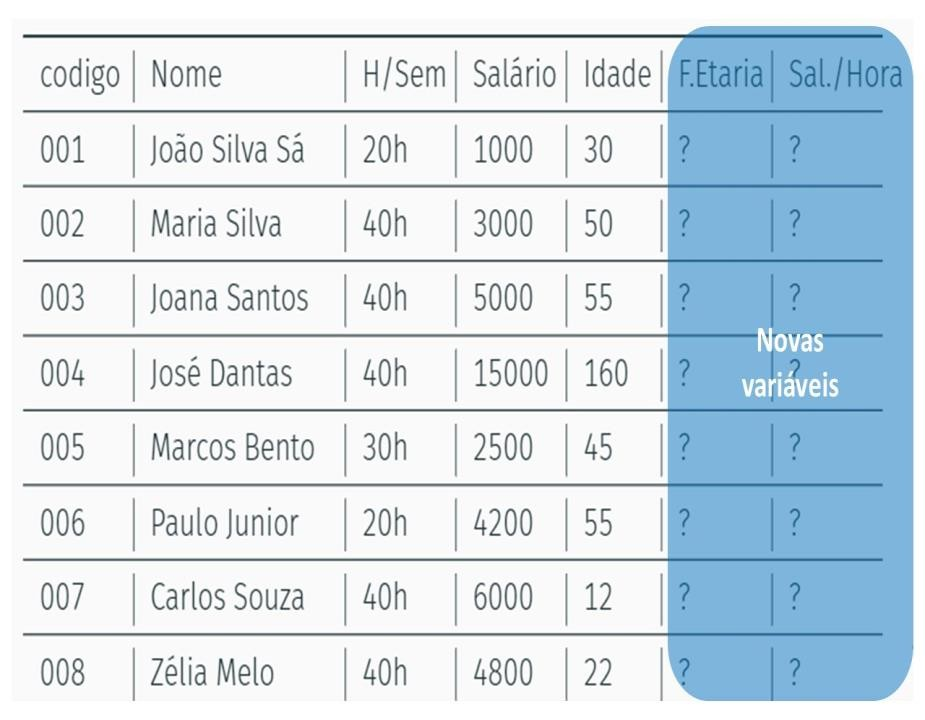 codigo Nome H/Sem Salário Idade F.Etaria Sal./Hora
001 João Silva Sá 20h 1000 30 ? ?
002 Maria Silva 40h 3000 50 ? ?
003 Joana Santos 40h 5000 55 ? ?
004 José Dantas 40h 15000 160 ? ?
Novas
variáveis
005 Marcos Bento 30h 2500 45 ? ?
006 Paulo Junior 20h 4200 55 ? ?
007 Carlos Souza 40h 6000 12 ? ?
008 Zélia Melo 40h 4800 22 ? ?